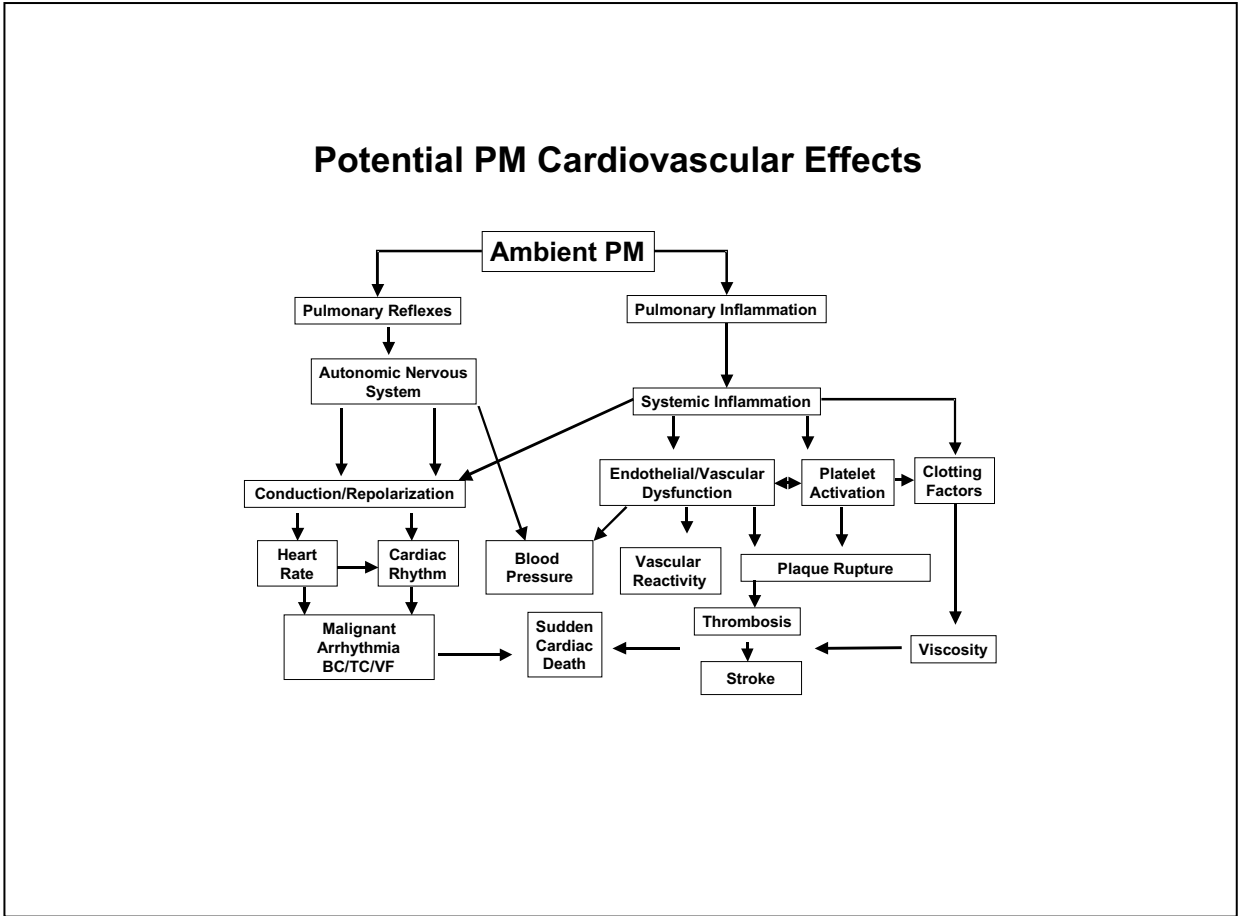 Potential PM Cardiovascular Effects
Ambient PM
Pulmonary Reflexes
Pulmonary Inflammation
Autonomic Nervous
System
Systemic Inflammation
Conduction/Repolarization
Endothelial/Vascular
Dysfunction
Platelet
Activation
Clotting
Factors
Heart
Rate
Cardiac
Rhythm
Blood
Pressure
Vascular
Reactivity
Plaque Rupture
Malignant
Arrhythmia
BC/TC/VF
Sudden
Cardiac
Death
Thrombosis
Stroke
Viscosity